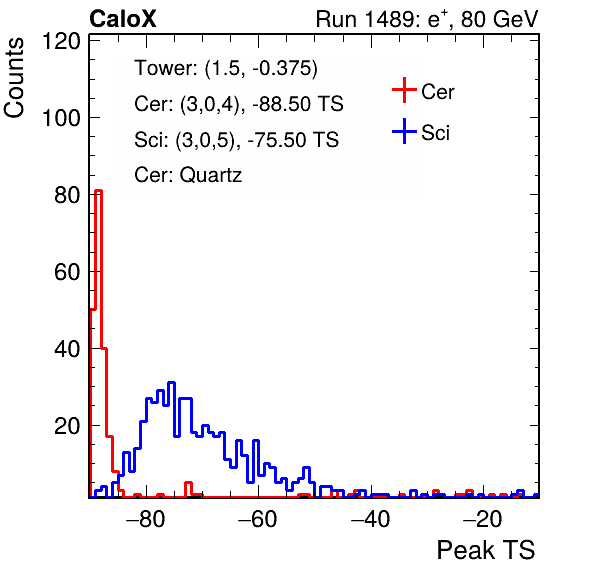 CaloX Run 1489: e⁺, 80 GeV
Counts
120
100
80
60
40
20
Tower: (1.5, -0.375)
Cer: (3,0,4), -88.50 TS
Sci: (3,0,5), -75.50 TS
Cer: Quartz
Cer
Sci
−80 −60 −40 −20
Peak TS